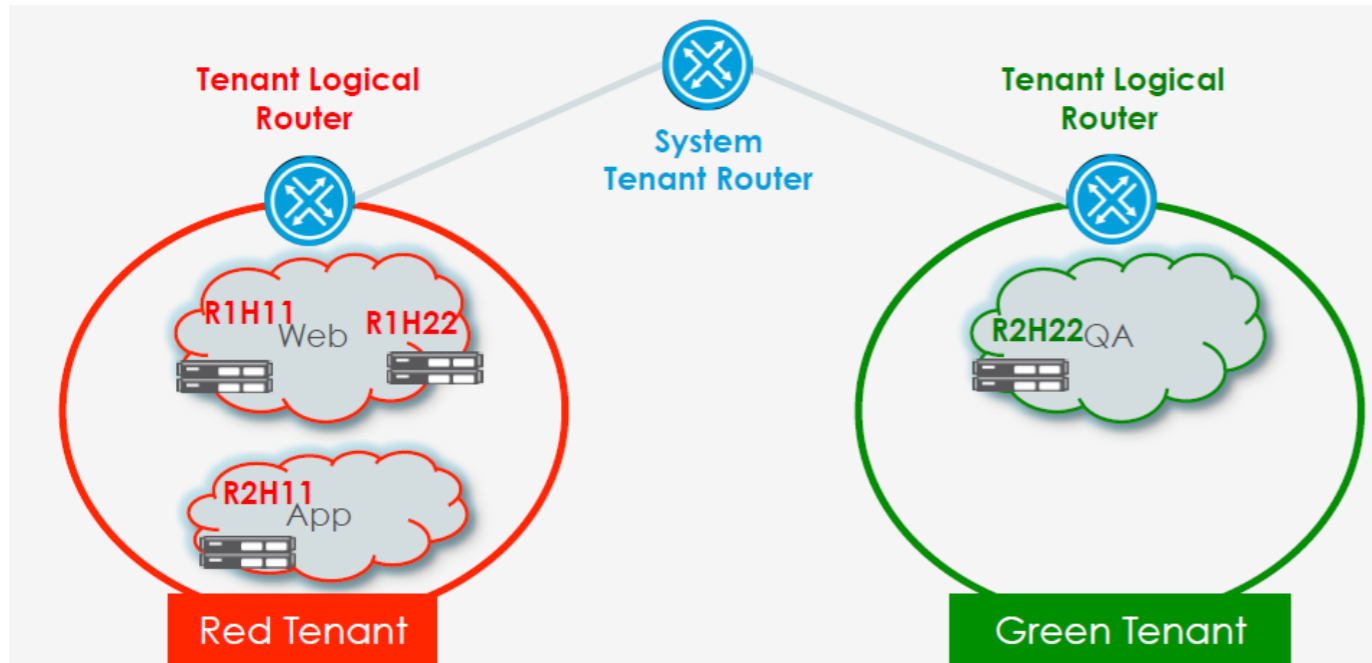 Tenant Logical
Router
System
Tenant Router
Tenant Logical
Router
R1H11
Web
R1H22
R2H11
App
Red Tenant
R2H22
QA
Green Tenant